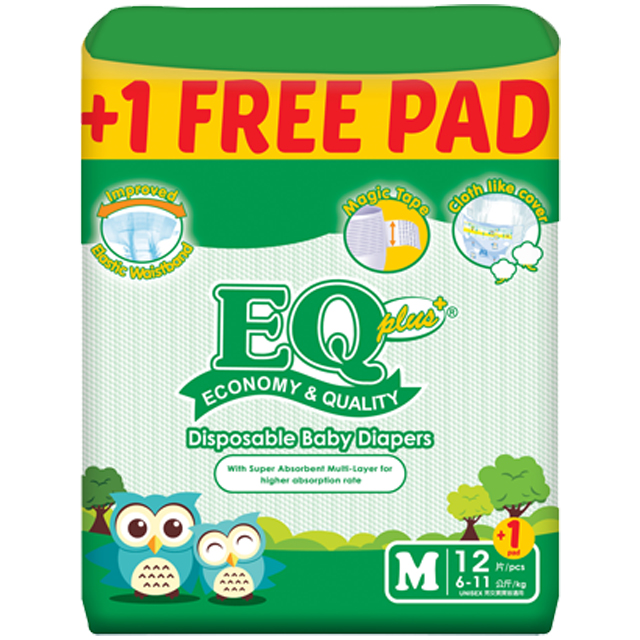 +1 FREE PAD
Improved
Elastic Waistband
Magic Tape
cloth like cover
EQ plus+®
ECONOMY & QUALITY
Disposable Baby Diapers
With Super Absorbent Multi-Layer for
higher absorption rate
+1
pad
M
12 片/pcs
6-11 公斤/kg
UNISEX